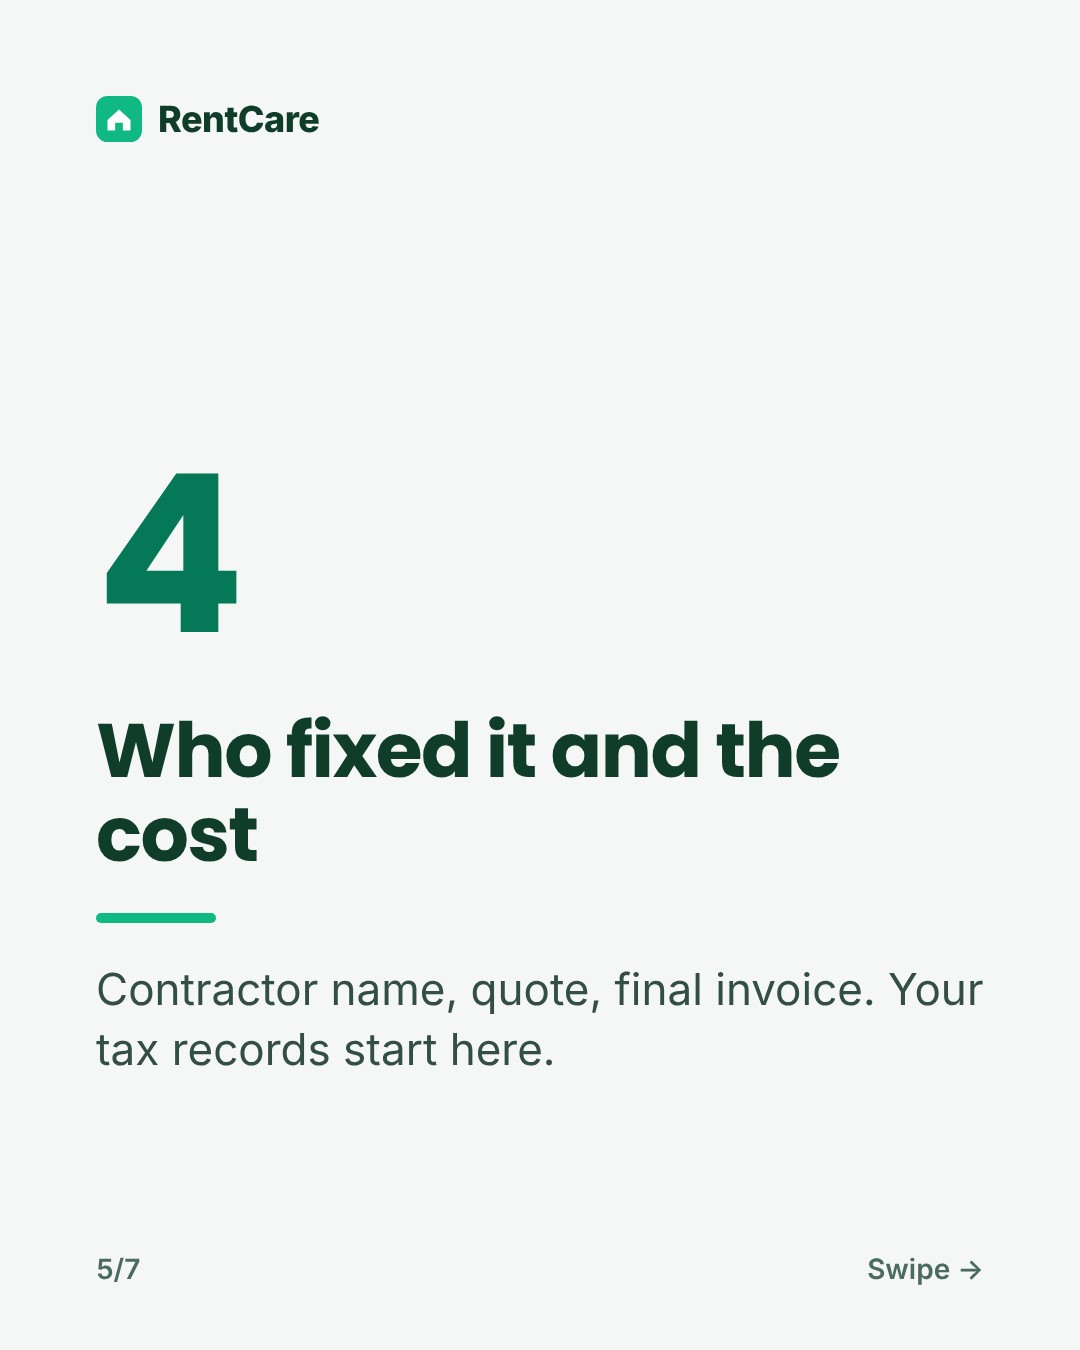 RentCare
4
Who fixed it and the
cost
Contractor name, quote, final invoice. Your
tax records start here.
5/7
Swipe →